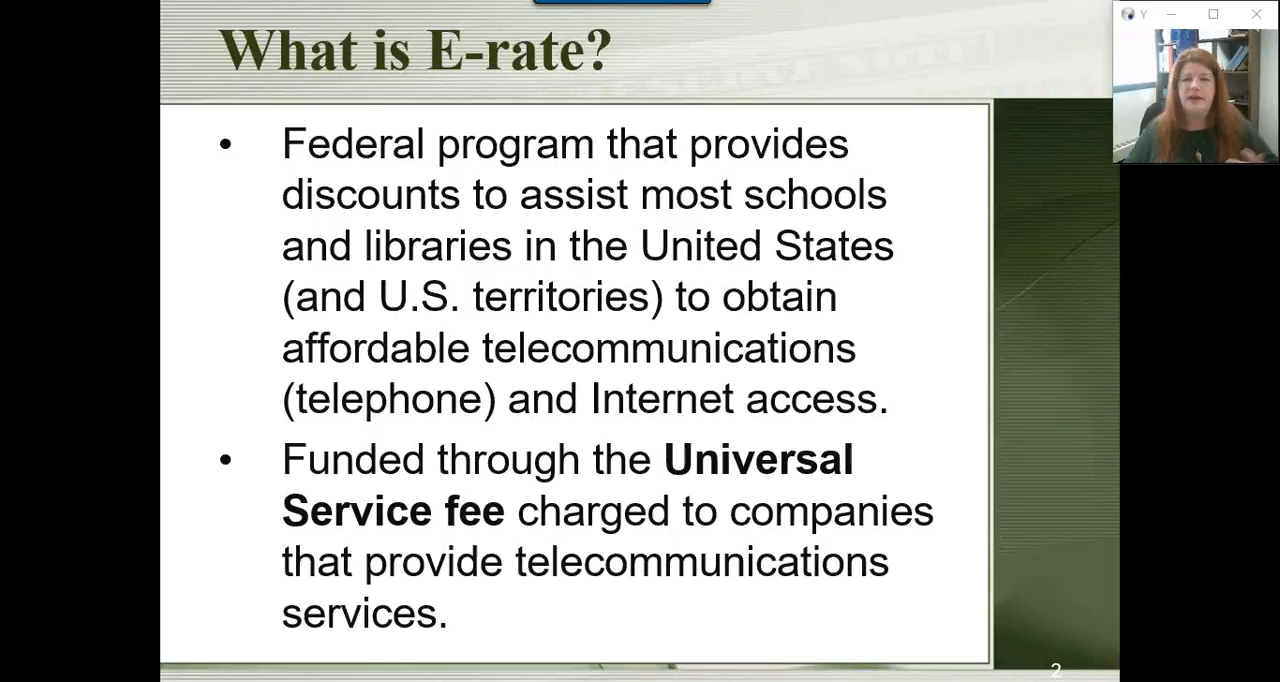 What is E-rate?
Y
• Federal program that provides
discounts to assist most schools
and libraries in the United States
(and U.S. territories) to obtain
affordable telecommunications
(telephone) and Internet access.
• Funded through the Universal
Service fee charged to companies
that provide telecommunications
services.
2